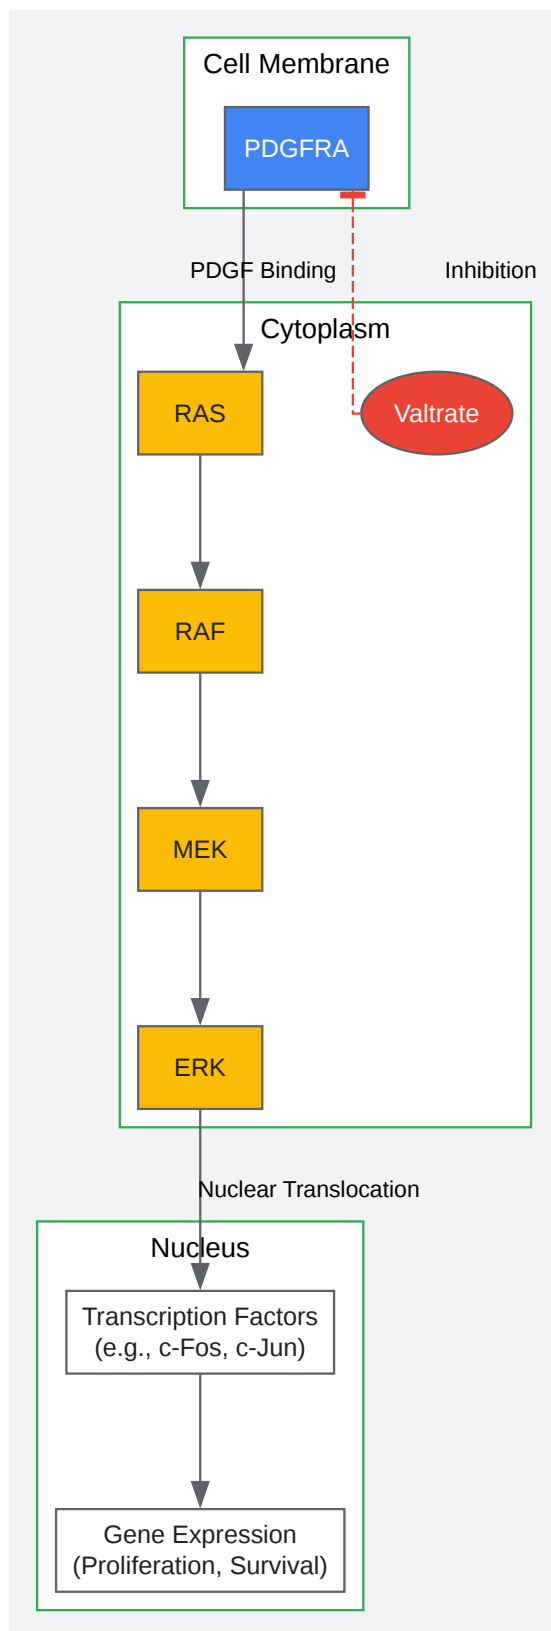 Cell Membrane
PDGFRA
PDGF Binding
Inhibition
Cytoplasm
RAS
Valtrate
RAF
MEK
ERK
Nuclear Translocation
Nucleus
Transcription Factors
(e.g., c-Fos, c-Jun)
Gene Expression
(Proliferation, Survival)